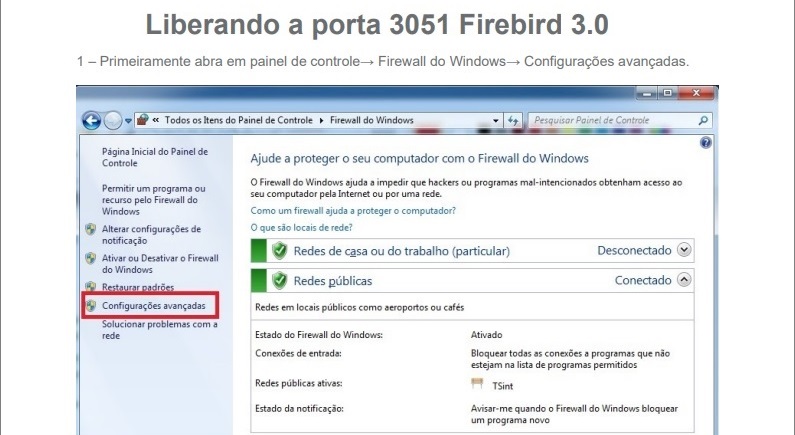 Liberando a porta 3051 Firebird 3.0
1 – Primeiramente abra em painel de controle→ Firewall do Windows→ Configurações avançadas.
« Todos os Itens do Painel de Controle ▸ Firewall do Windows
Pesquisar Painel de Controle
Página Inicial do Painel de
Controle
Permitir um programa ou
recurso pelo Firewall do
Windows
Alterar configurações de
notificação
Ativar ou Desativar o Firewall
do Windows
Restaurar padrões
Configurações avançadas
Solucionar problemas com a
rede
Ajude a proteger o seu computador com o Firewall do Windows
O Firewall do Windows ajuda a impedir que hackers ou programas mal-intencionados obtenham acesso ao
seu computador pela Internet ou por uma rede.
Como um firewall ajuda a proteger o computador?
O que são locais de rede?
Redes de casa ou do trabalho (particular) Desconectado
Redes públicas Conectado
Redes em locais públicos como aeroportos ou cafés
Estado do Firewall do Windows: Ativado
Conexões de entrada: Bloquear todas as conexões a programas que não
estejam na lista de programas permitidos
Redes públicas ativas: TSint
Estado da notificação: Avisar-me quando o Firewall do Windows bloquear
um programa novo